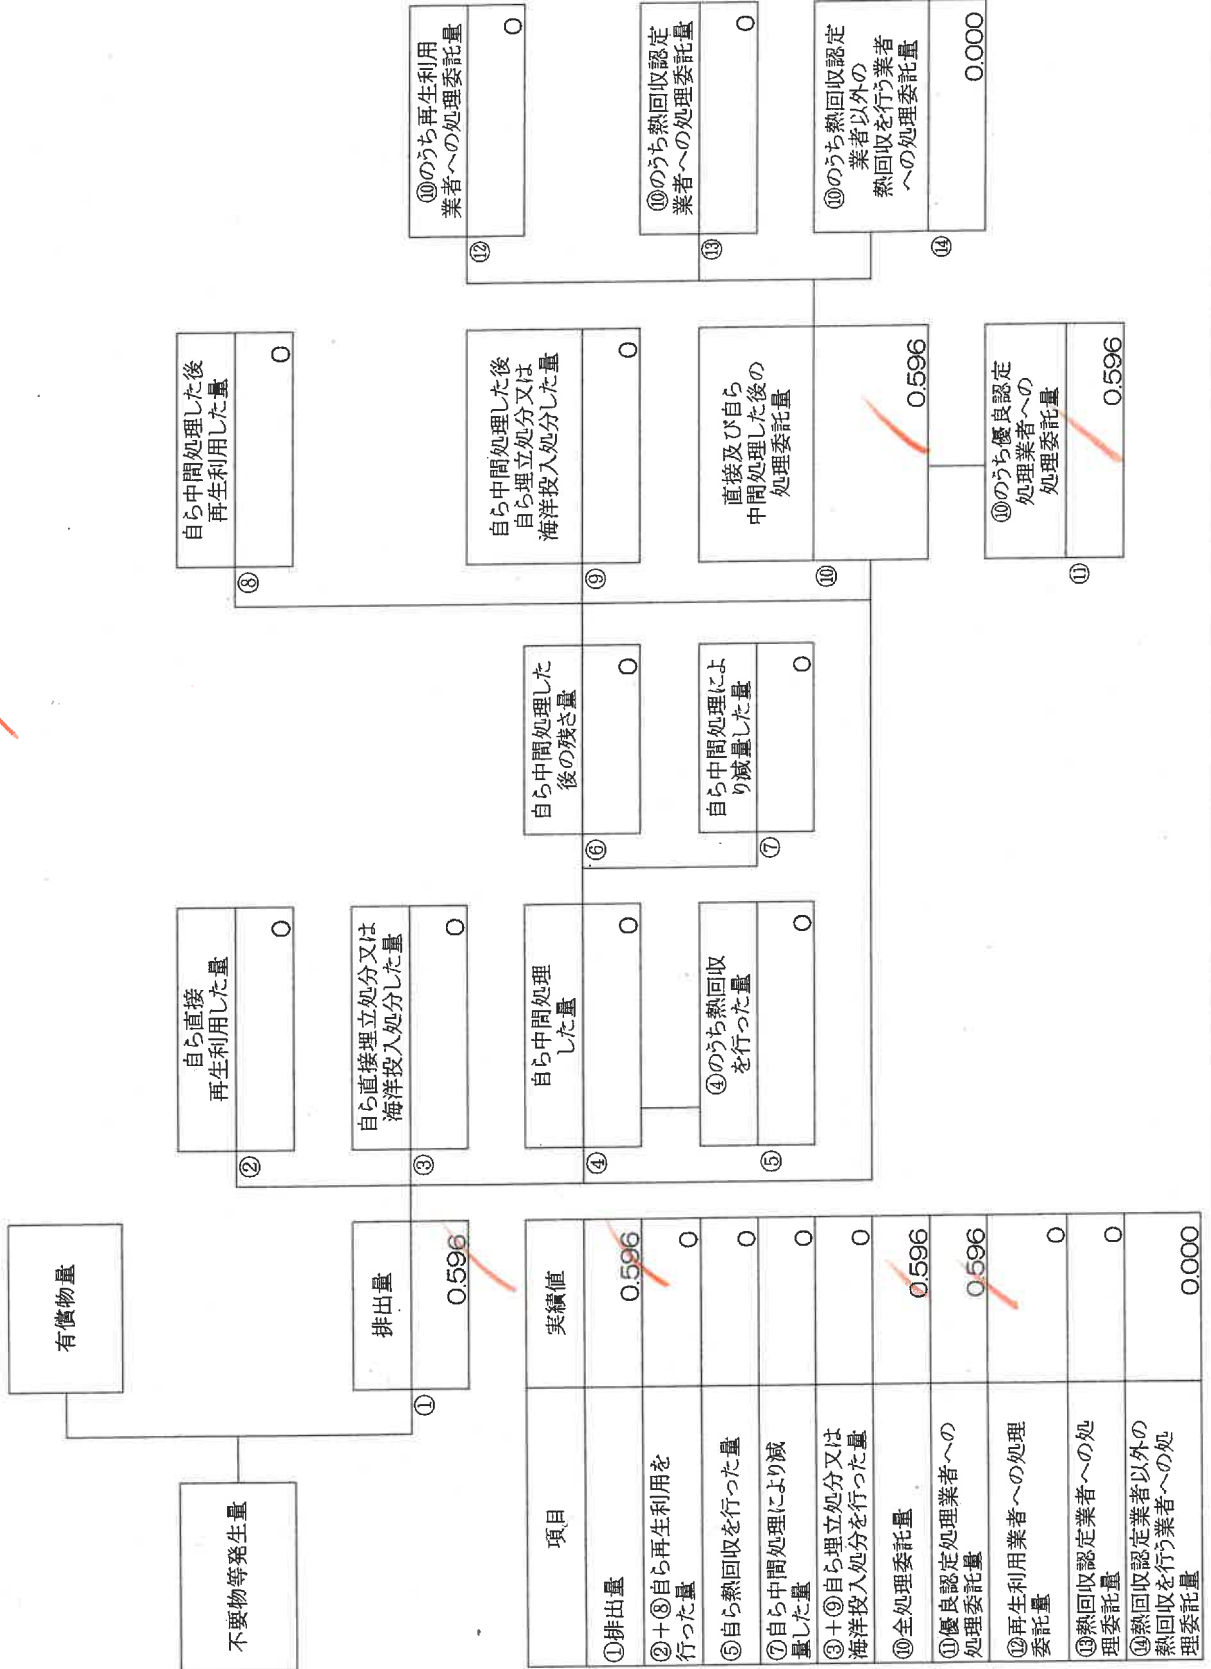 不要物等発生量
有償物量
①
排出量
0.596
②
自ら直接
再生利用した量
0
③
自ら直接埋立処分又は
海洋投入処分した量
0
④
自ら中間処理
した量
0
⑤
④のうち熱回収
を行った量
0
⑥
自ら中間処理した
後の残さ量
0
⑦
自ら中間処理によ
り減量した量
0
⑧
自ら中間処理した後
再生利用した量
0
⑨
自ら中間処理した後
自ら埋立処分又は
海洋投入処分した量
0
⑩
直接及び自ら
中間処理した後の
処理委託量
0.596
⑪
⑩のうち優良認定
処理業者への
処理委託量
0.596
⑫
⑩のうち再生利用
業者への処理委託量
0
⑬
⑩のうち熱回収認定
業者への処理委託量
0
⑭
⑩のうち熱回収認定
業者以外の
熱回収を行う業者
への処理委託量
0.000
項目
実績値
①排出量
0.596
②+⑧自ら再生利用を
行った量
0
⑤自ら熱回収を行った量
0
⑦自ら中間処理により減
量した量
0
③+⑨自ら埋立処分又は
海洋投入処分を行った量
0
⑩全処理委託量
0.596
⑪優良認定処理業者への
処理委託量
0.596
⑫再生利用業者への処理
委託量
0
⑬熱回収認定業者への処
理委託量
0
⑭熱回収認定業者以外の
熱回収を行う業者への処
理委託量
0.000